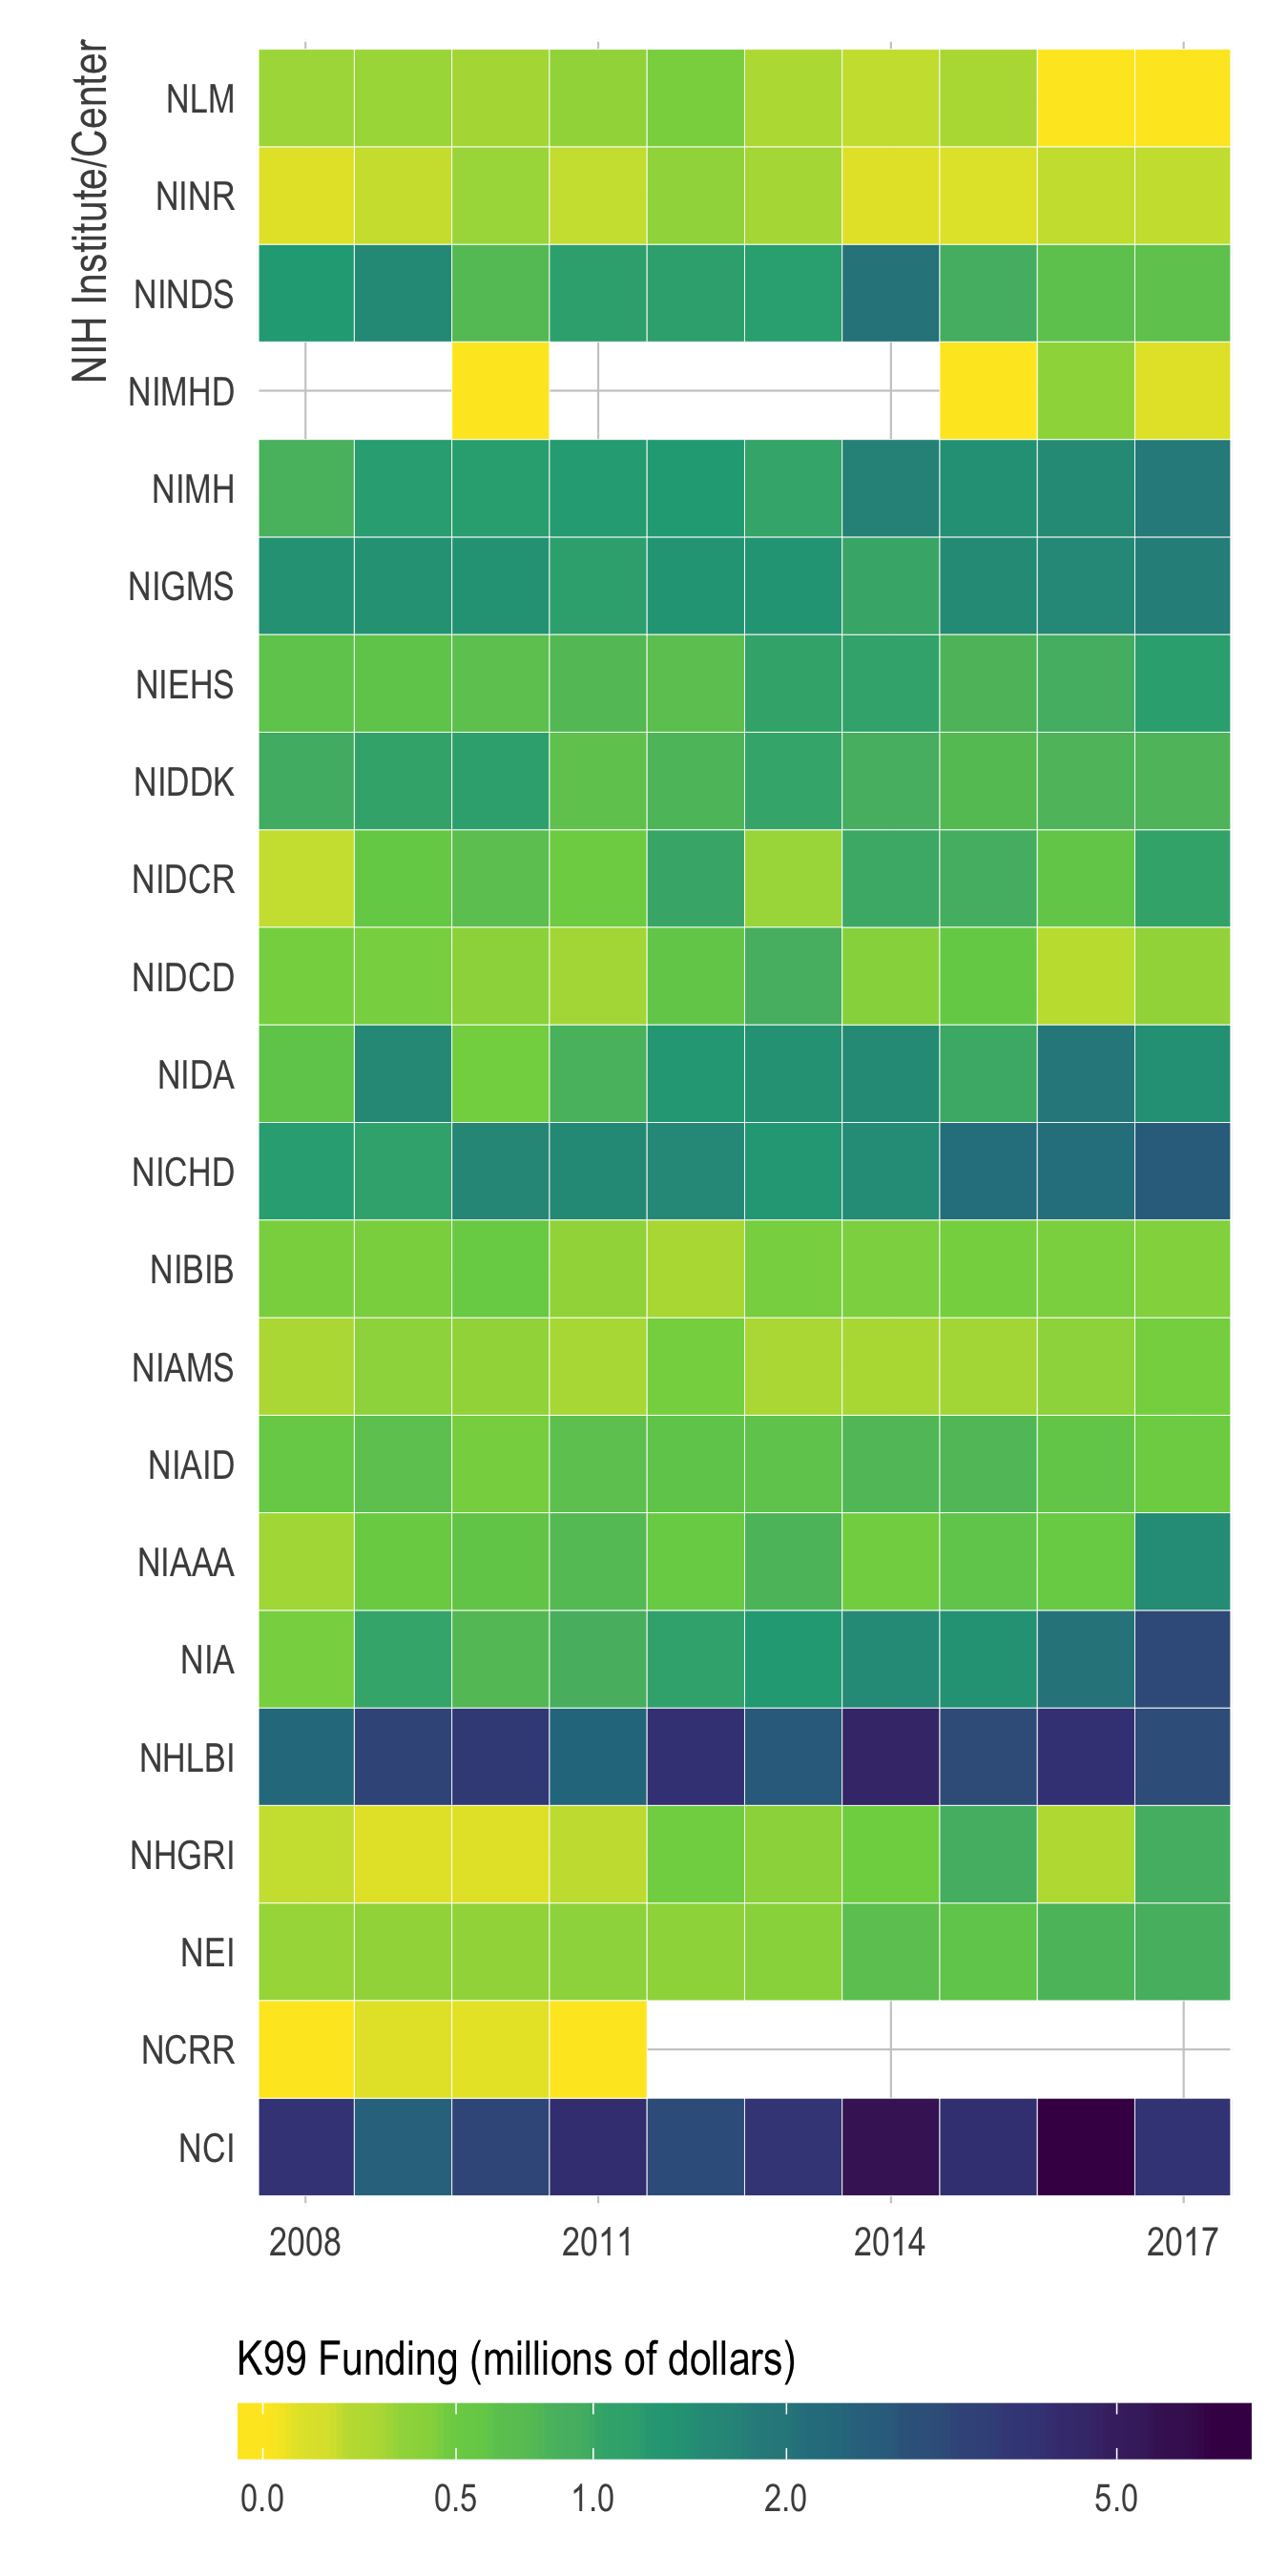 NIH Institute/Center
NLM
NINR
NINDS
NIMHD
NIMH
NIGMS
NIEHS
NIDDK
NIDCR
NIDCD
NIDA
NICHD
NIBIB
NIAMS
NIAID
NIAAA
NIA
NHLBI
NHGRI
NEI
NCRR
NCI
2008 2011 2014 2017
K99 Funding (millions of dollars)
0.0 0.5 1.0 2.0 5.0